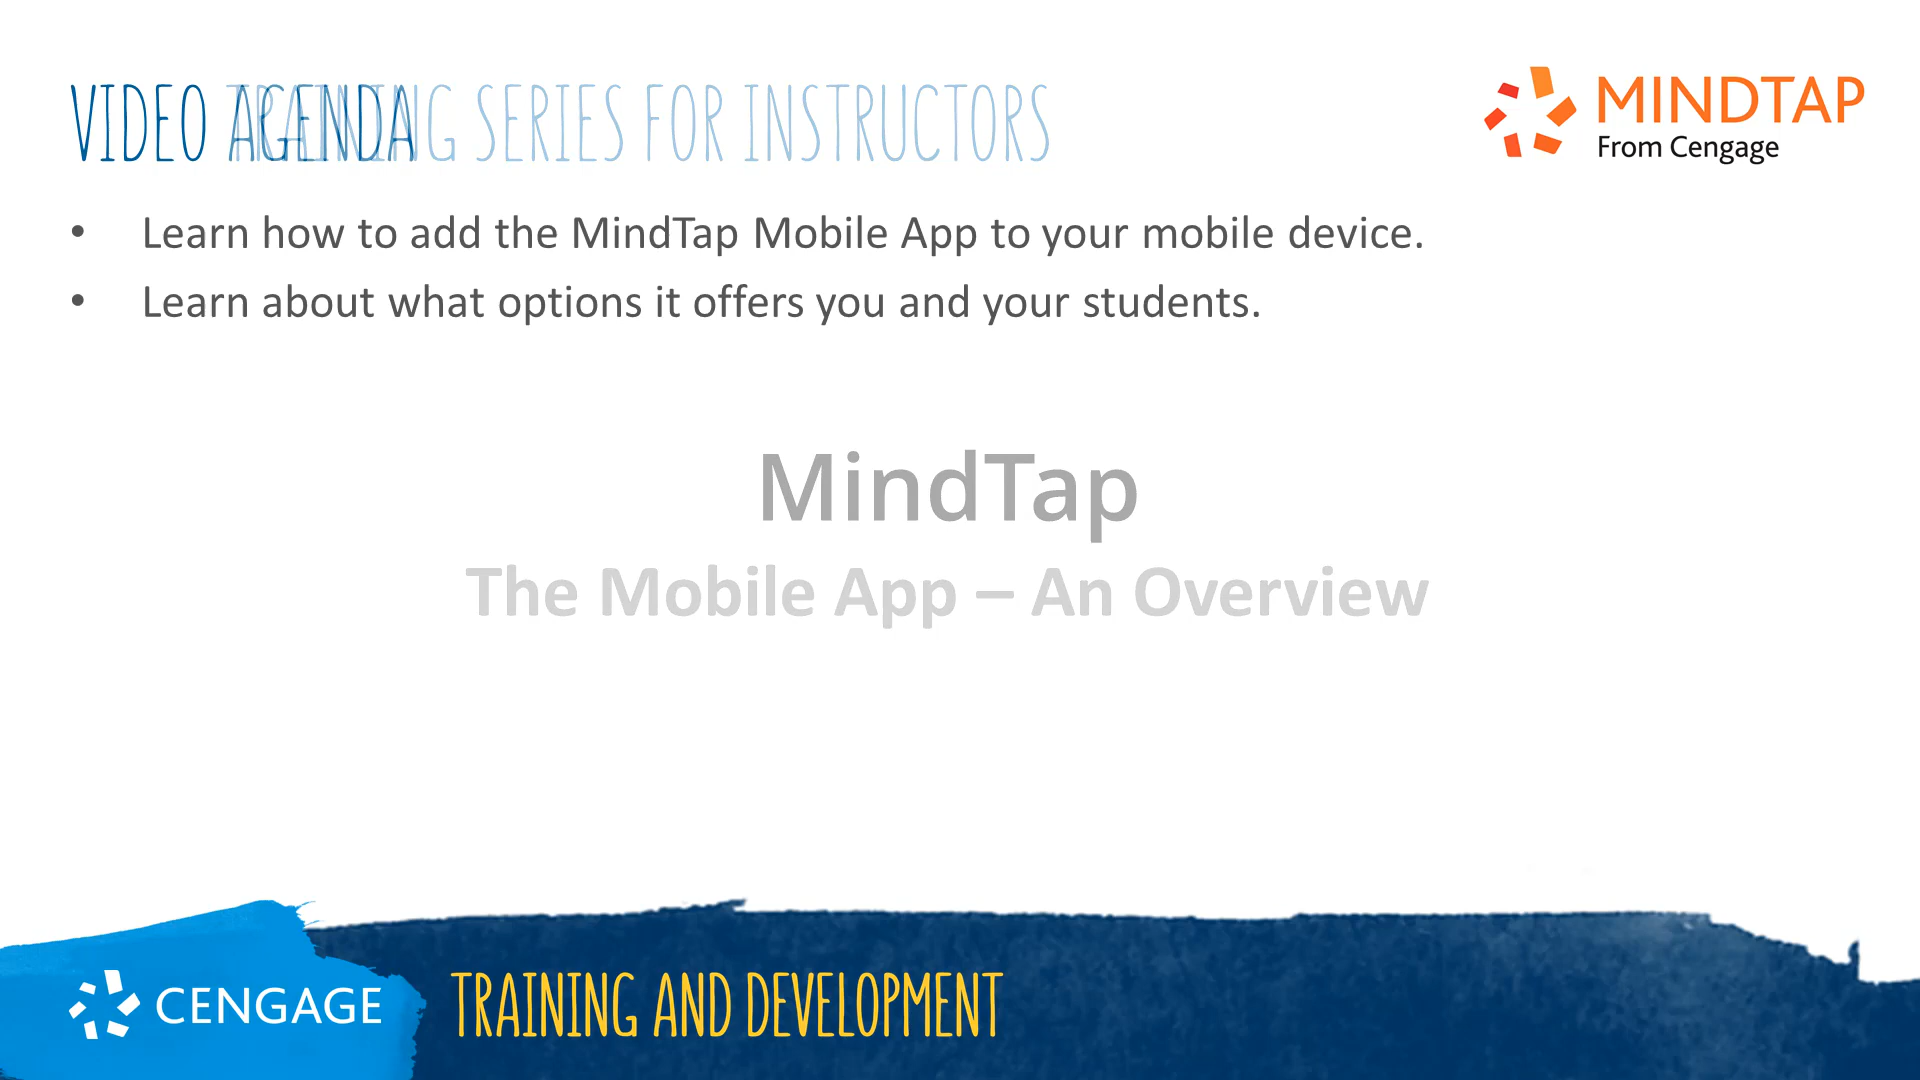 VIDEO AGENDA
VIDEO TRAINING SERIES FOR INSTRUCTORS
MINDTAP
From Cengage
• Learn how to add the MindTap Mobile App to your mobile device.
• Learn about what options it offers you and your students.
MindTap
The Mobile App – An Overview
CENGAGE
TRAINING AND DEVELOPMENT